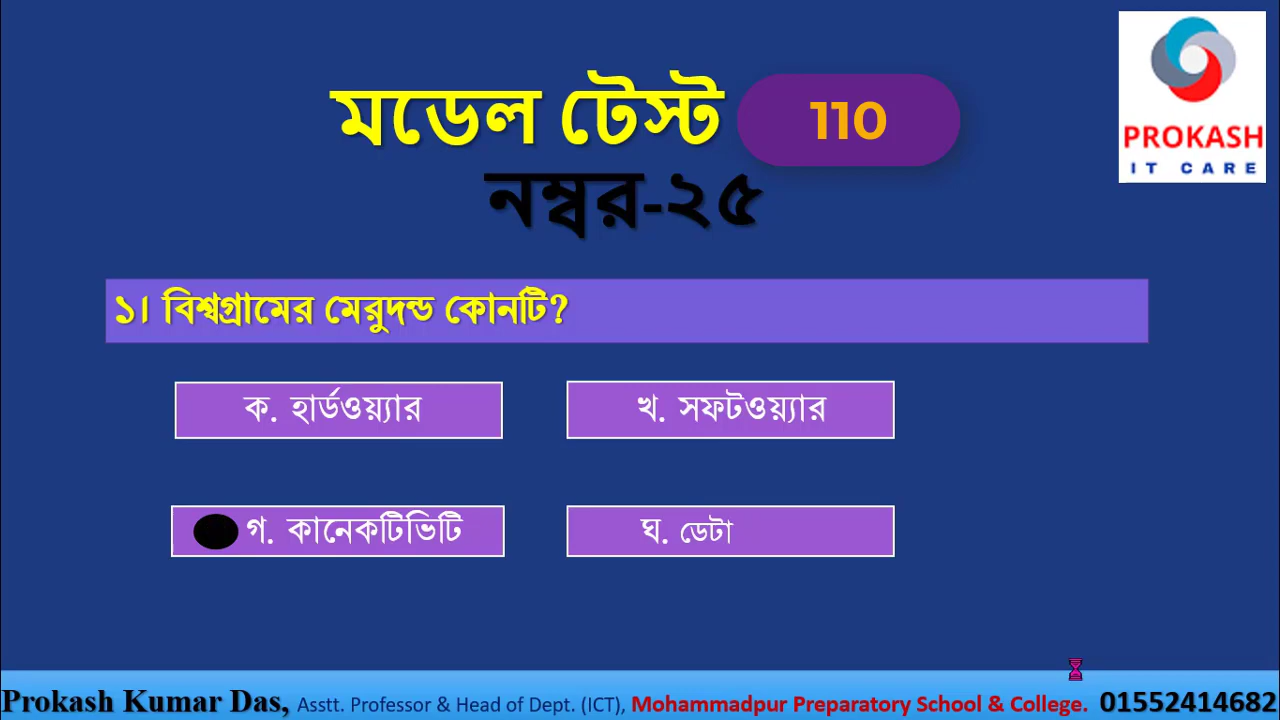 মডেল টেস্ট 110
নম্বর-২৫
PROKASH
IT CARE
১। বিশ্বগ্রামের মেরুদন্ড কোনটি?
ক. হার্ডওয়্যার
খ. সফটওয়্যার
গ. কানেকটিভিটি
ঘ. ডেটা
Prokash Kumar Das, Asstt. Professor & Head of Dept. (ICT), Mohammadpur Preparatory School & College. 01552414682